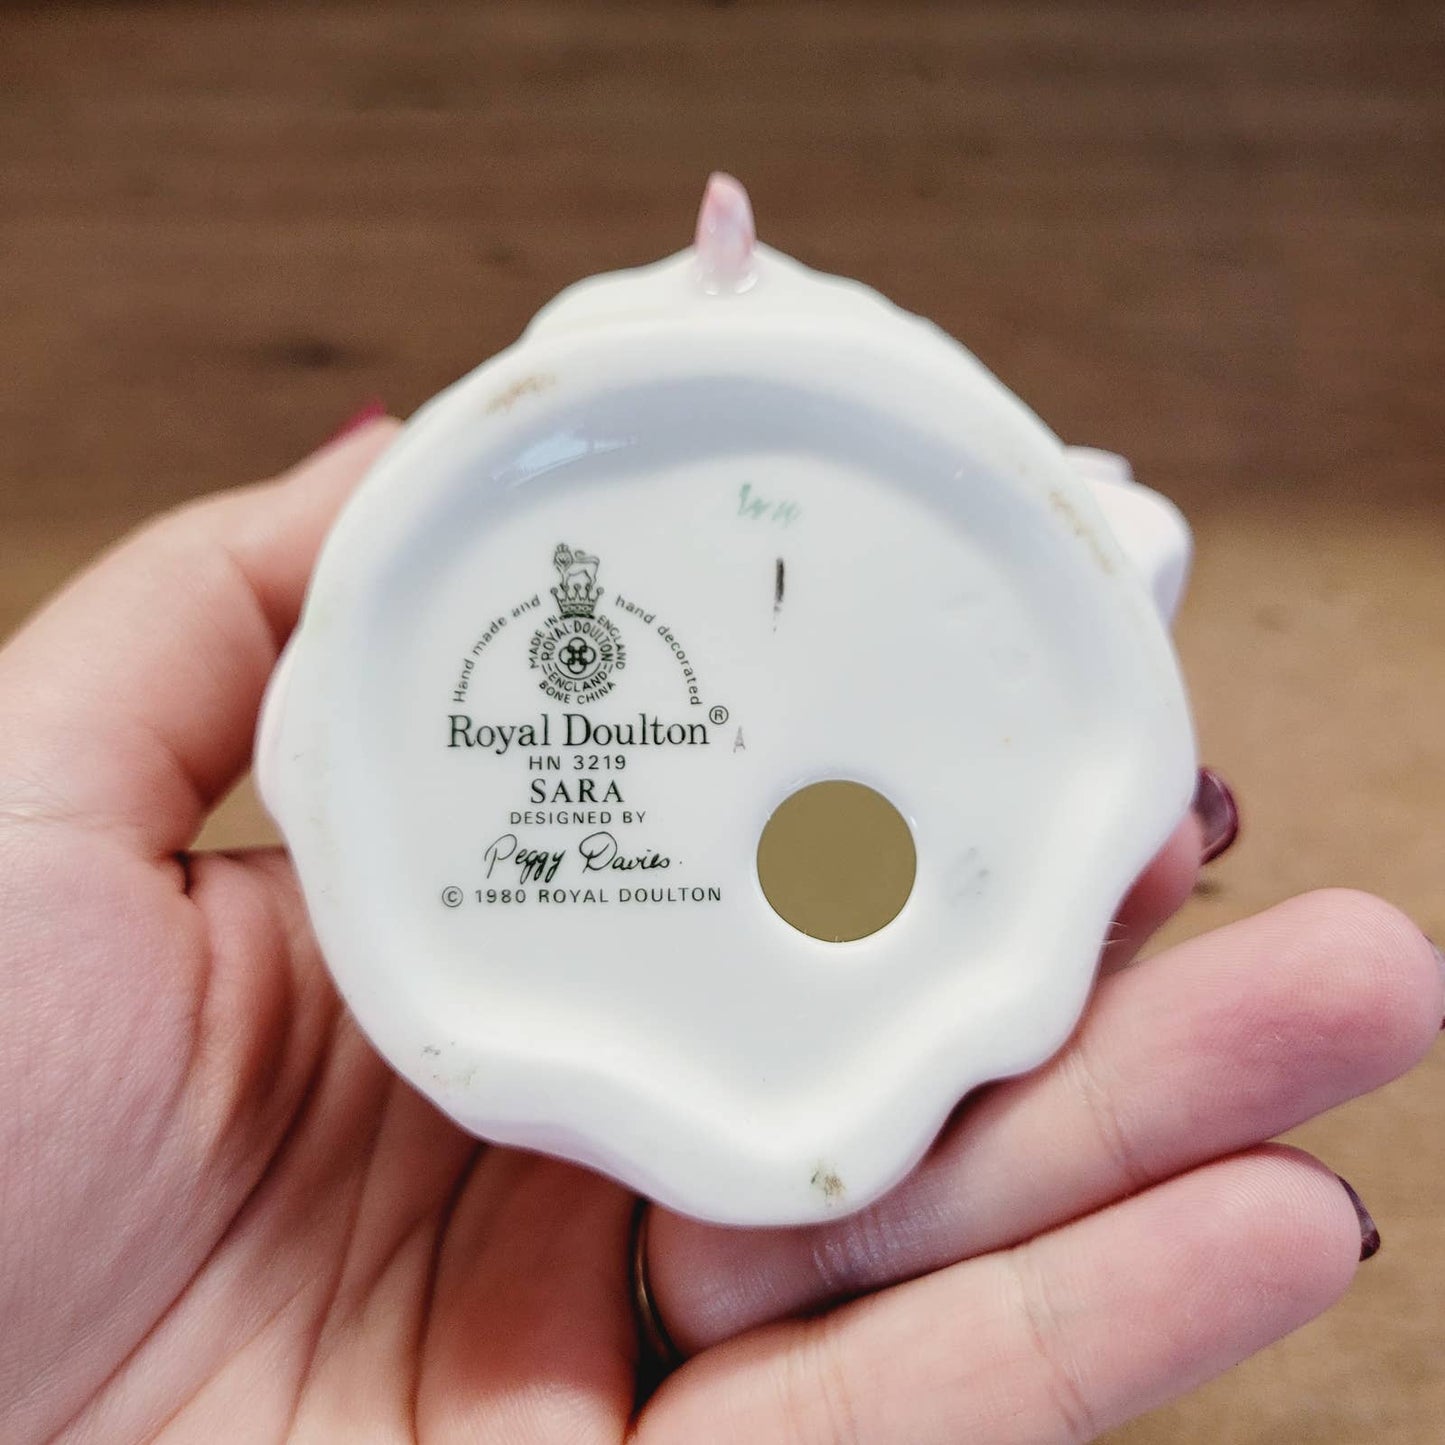 Hand made and hand decorated
MADE IN ENGLAND
ROYAL·DOULTON
ENGLAND
BONE CHINA
Royal Doulton®
A
HN 3219
SARA
DESIGNED BY
Peggy Davies.
© 1980 ROYAL DOULTON